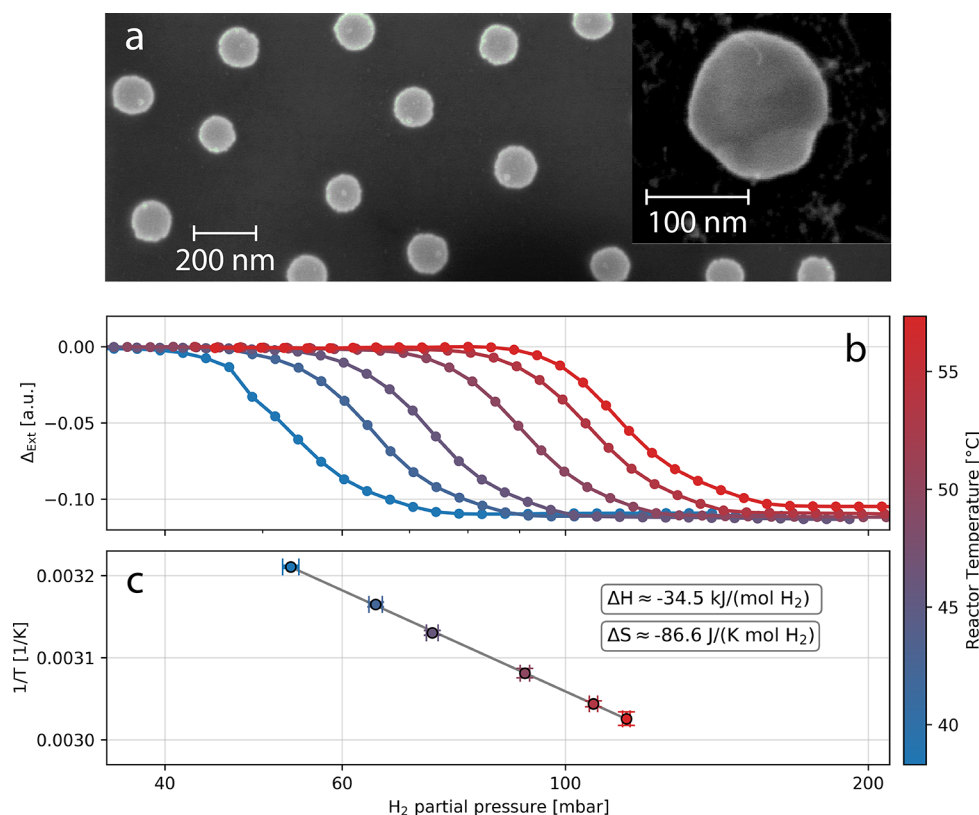 a
200 nm
100 nm
b
0.00
−0.05
−0.10
Δ_Ext [a.u.]
55
50
45
40
Reactor Temperature [°C]
c
0.0032
0.0031
0.0030
1/T [1/K]
ΔH ≈ -34.5 kJ/(mol H₂)
ΔS ≈ -86.6 J/(K mol H₂)
40
60
100
200
H₂ partial pressure [mbar]